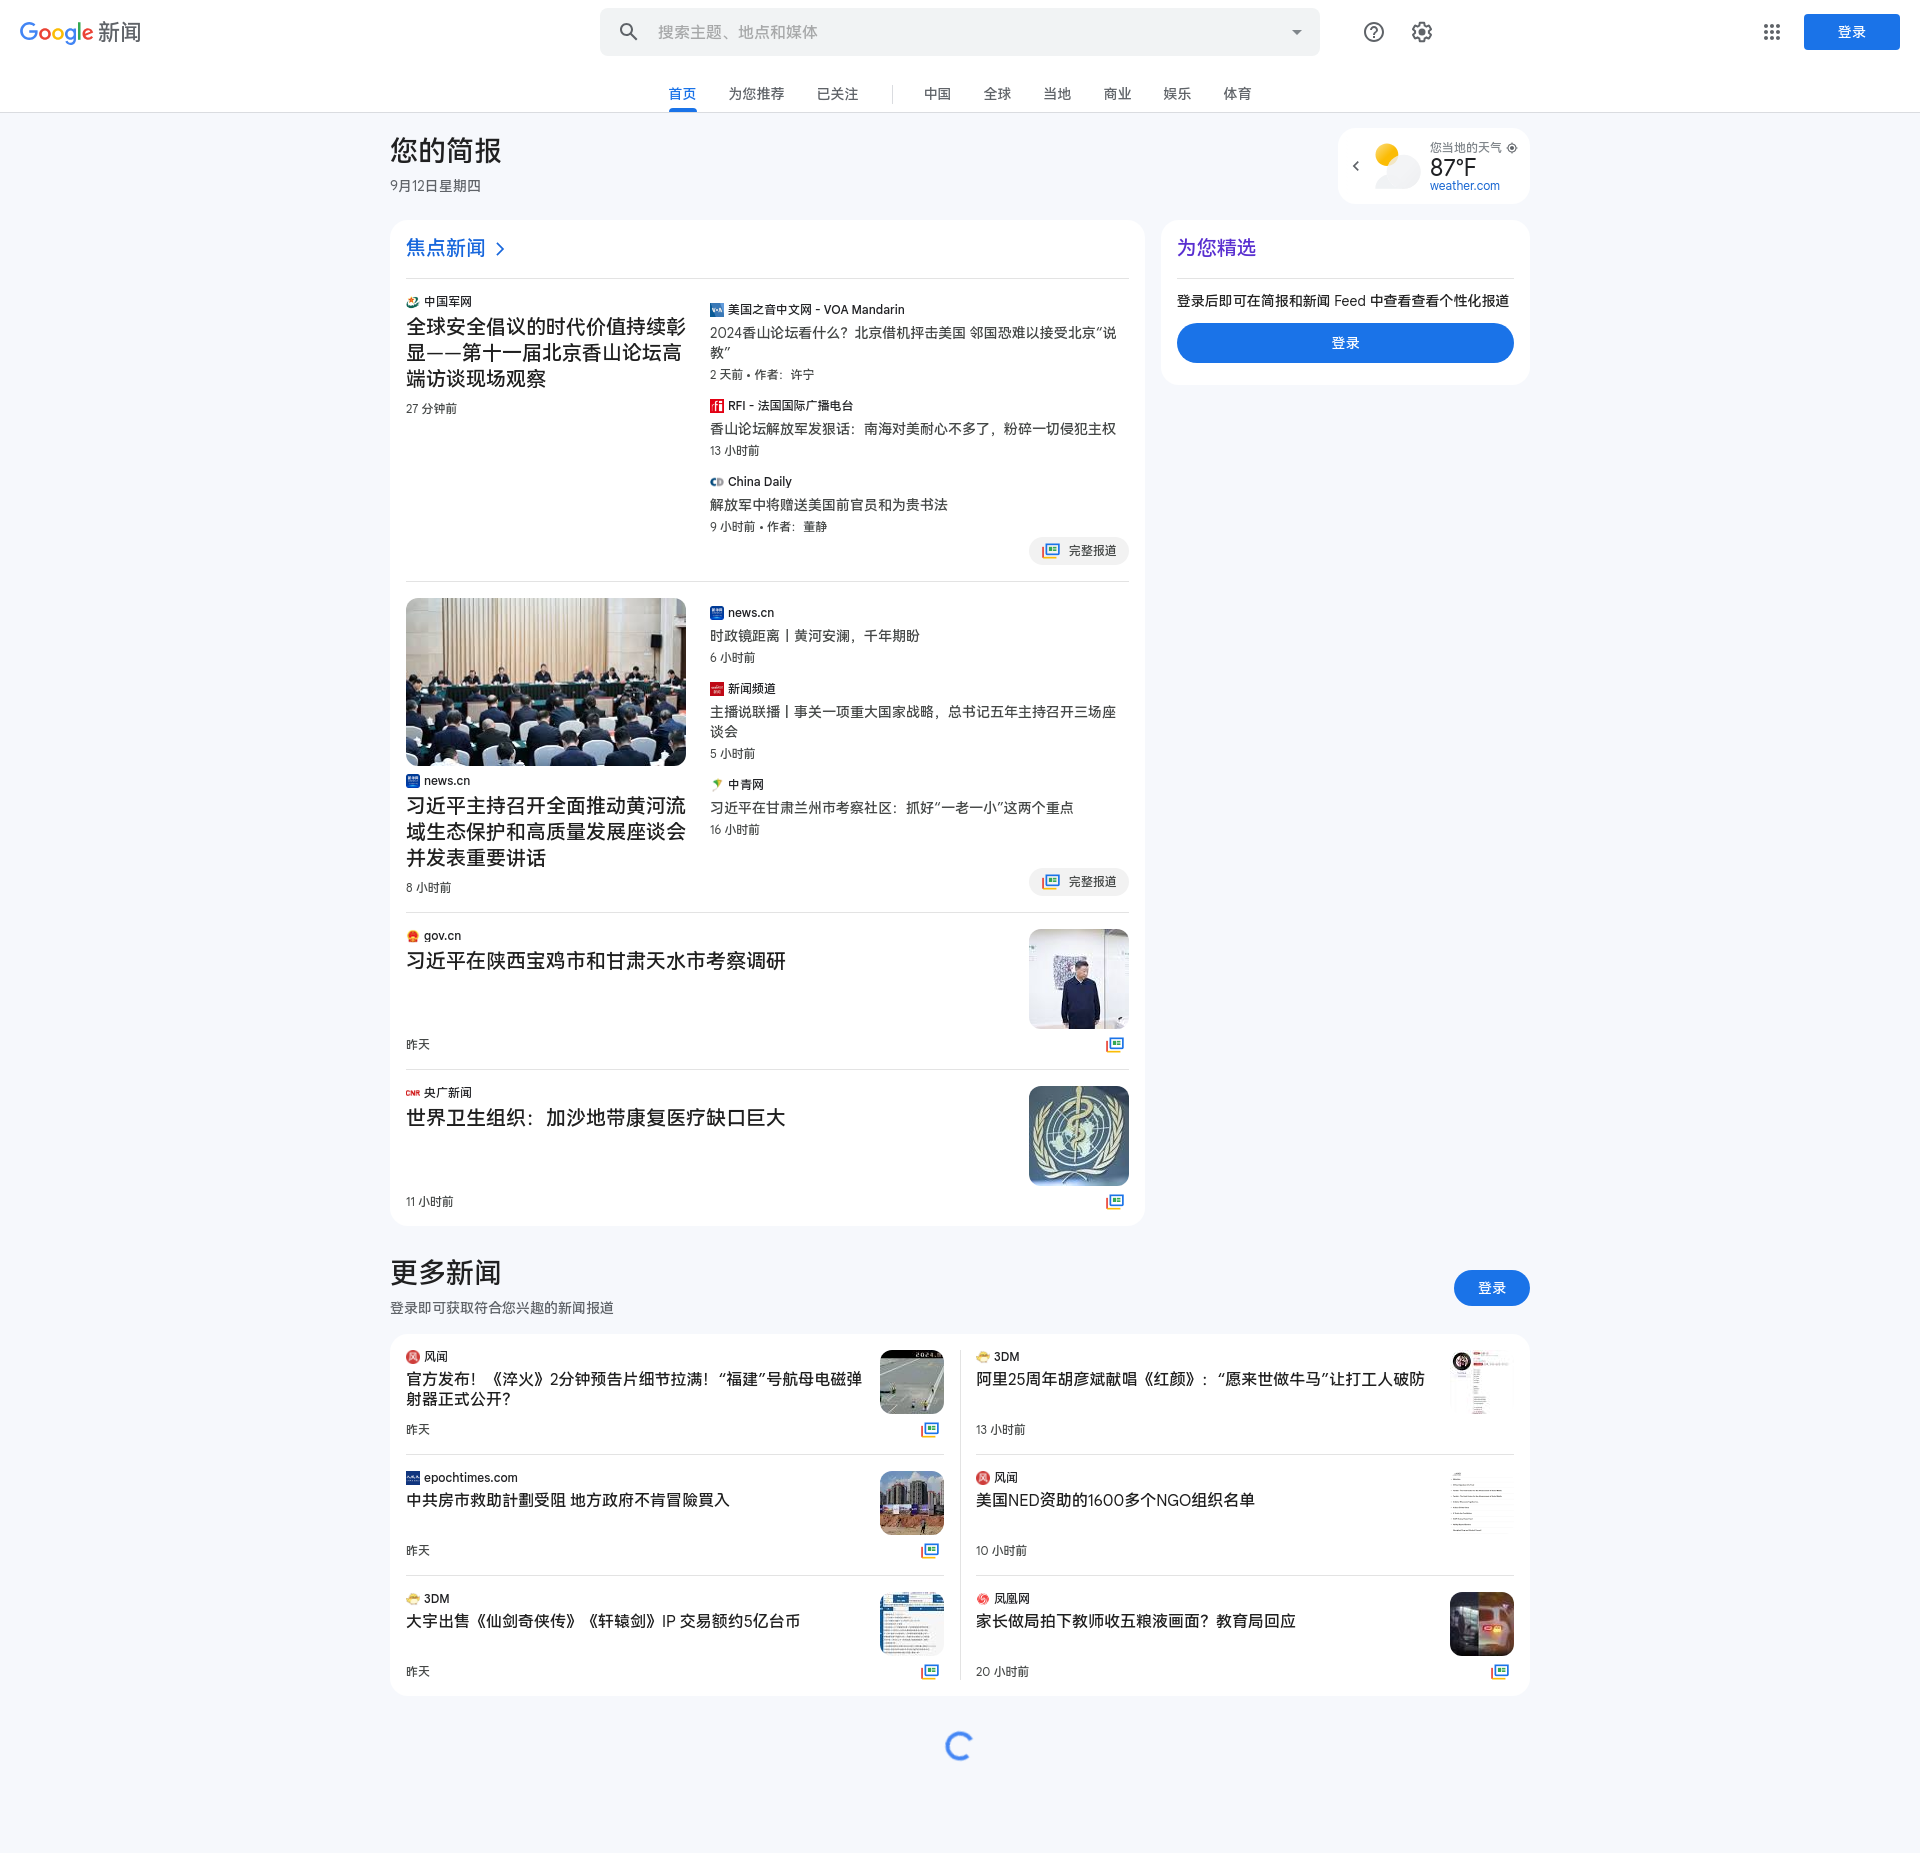 Google 新闻
搜索主题、地点和媒体
登录
首页
为您推荐
已关注
中国
全球
当地
商业
娱乐
体育
您的简报
9月12日星期四
您当地的天气
87°F
weather.com
焦点新闻
中国军网
全球安全倡议的时代价值持续彰
显——第十一届北京香山论坛高
端访谈现场观察
27 分钟前
美国之音中文网 - VOA Mandarin
2024香山论坛看什么？北京借机抨击美国 邻国恐难以接受北京“说
教”
2 天前 • 作者：许宁
RFI - 法国国际广播电台
香山论坛解放军发狠话：南海对美耐心不多了，粉碎一切侵犯主权
13 小时前
China Daily
解放军中将赠送美国前官员和为贵书法
9 小时前 • 作者：董静
完整报道
为您精选
登录后即可在简报和新闻 Feed 中查看查看个性化报道
登录
news.cn
习近平主持召开全面推动黄河流
域生态保护和高质量发展座谈会
并发表重要讲话
8 小时前
news.cn
时政镜距离丨黄河安澜，千年期盼
6 小时前
新闻频道
主播说联播丨事关一项重大国家战略，总书记五年主持召开三场座
谈会
5 小时前
中青网
习近平在甘肃兰州市考察社区：抓好“一老一小”这两个重点
16 小时前
完整报道
gov.cn
习近平在陕西宝鸡市和甘肃天水市考察调研
昨天
CNR 央广新闻
世界卫生组织：加沙地带康复医疗缺口巨大
11 小时前
更多新闻
登录即可获取符合您兴趣的新闻报道
登录
风闻
官方发布！《淬火》2分钟预告片细节拉满！“福建”号航母电磁弹
射器正式公开？
昨天
3DM
阿里25周年胡彦斌献唱《红颜》：“愿来世做牛马”让打工人破防
13 小时前
epochtimes.com
中共房市救助計劃受阻 地方政府不肯冒險買入
昨天
风闻
美国NED资助的1600多个NGO组织名单
10 小时前
3DM
大宇出售《仙剑奇侠传》《轩辕剑》IP 交易额约5亿台币
昨天
凤凰网
家长做局拍下教师收五粮液画面？教育局回应
20 小时前